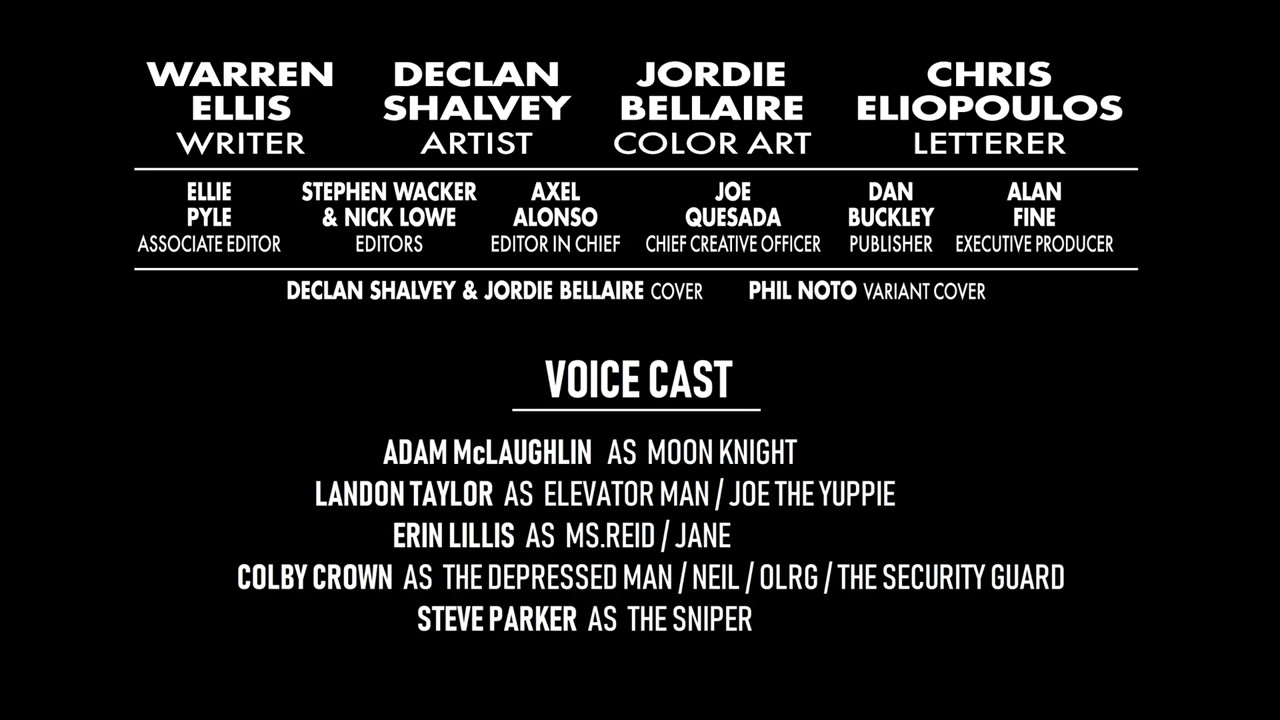 WARREN ELLIS WRITER
DECLAN SHALVEY ARTIST
JORDIE BELLAIRE COLOR ART
CHRIS ELIOPOULOS LETTERER
ELLIE PYLE ASSOCIATE EDITOR
STEPHEN WACKER & NICK LOWE EDITORS
AXEL ALONSO EDITOR IN CHIEF
JOE QUESADA CHIEF CREATIVE OFFICER
DAN BUCKLEY PUBLISHER
ALAN FINE EXECUTIVE PRODUCER
DECLAN SHALVEY & JORDIE BELLAIRE COVER PHIL NOTO VARIANT COVER
VOICE CAST
ADAM McLAUGHLIN AS MOON KNIGHT
LANDON TAYLOR AS ELEVATOR MAN / JOE THE YUPPIE
ERIN LILLIS AS MS.REID / JANE
COLBY CROWN AS THE DEPRESSED MAN / NEIL / OLRG / THE SECURITY GUARD
STEVE PARKER AS THE SNIPER